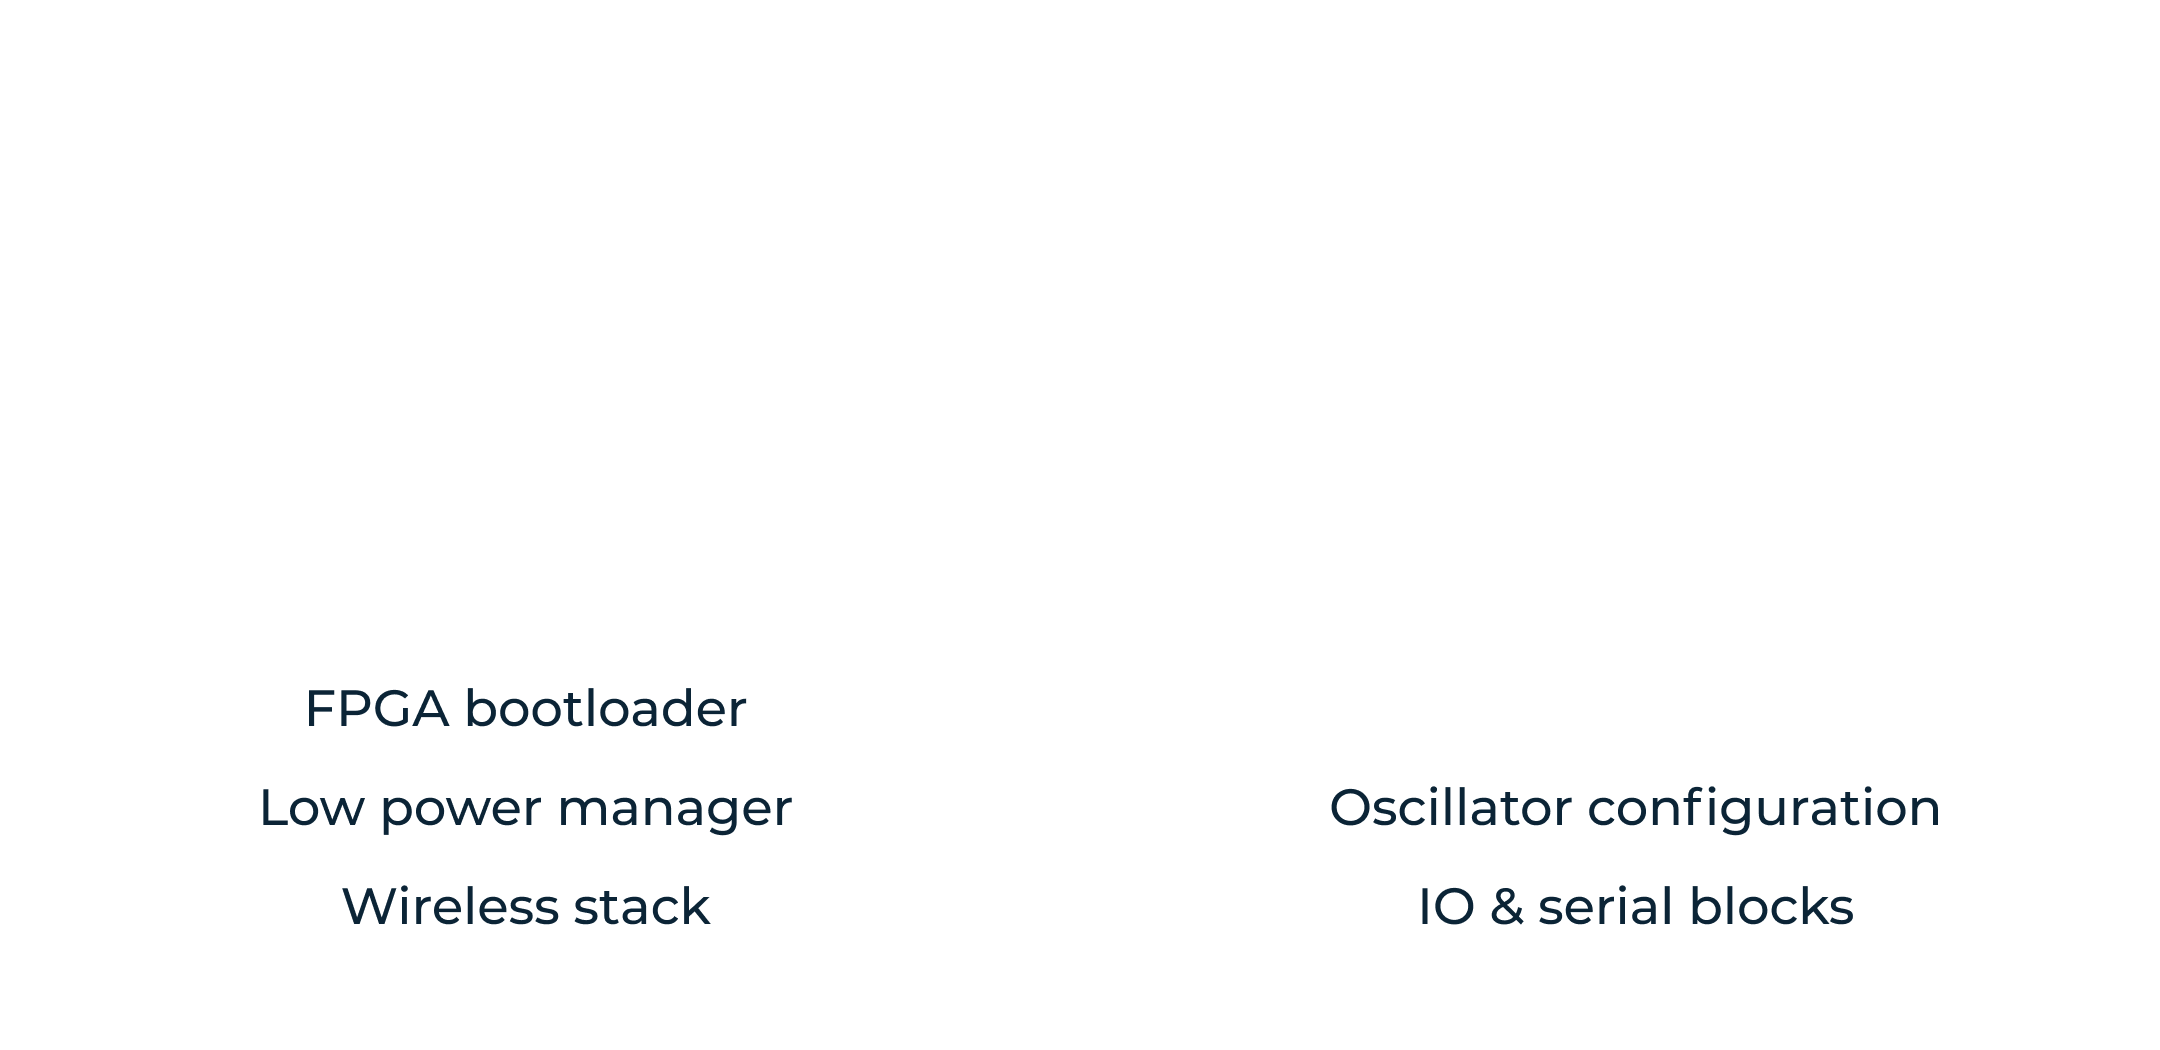 FPGA bootloader
Low power manager
Wireless stack
Oscillator configuration
IO & serial blocks